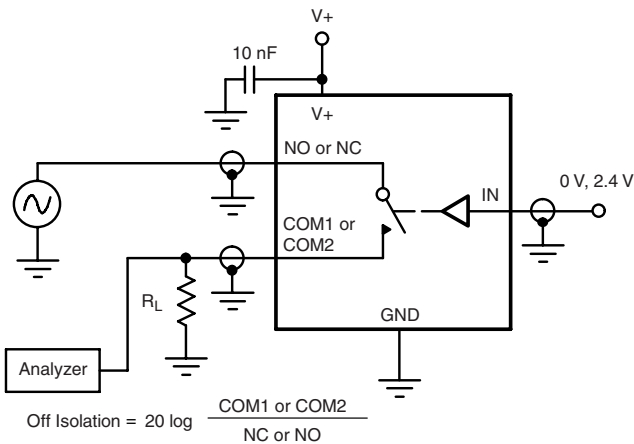 V+
10 nF
V+
NO or NC
0 V, 2.4 V
IN
COM1 or
COM2
RL
GND
Analyzer
Off Isolation = 20 log COM1 or COM2
NC or NO